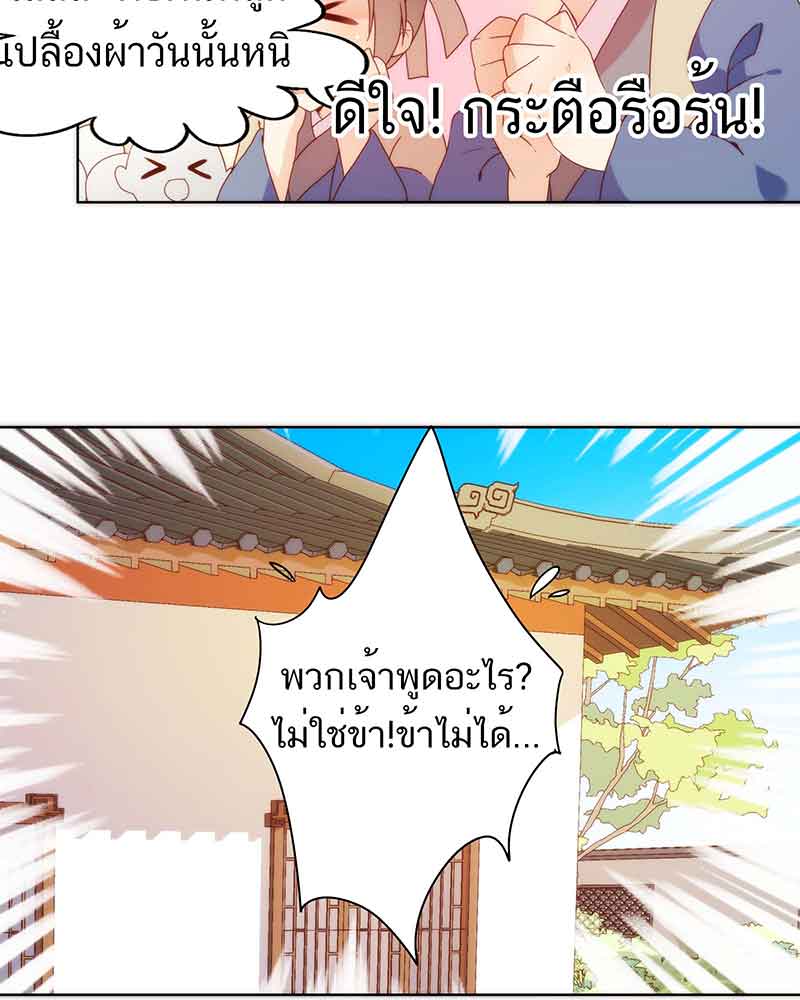 ปลื้องผ้าวันนั้นหนิ
ดีใจ! กระตือรือร้น!
พวกเจ้าพูดอะไร?
ไม่ใช่ข้า!ข้าไม่ได้...